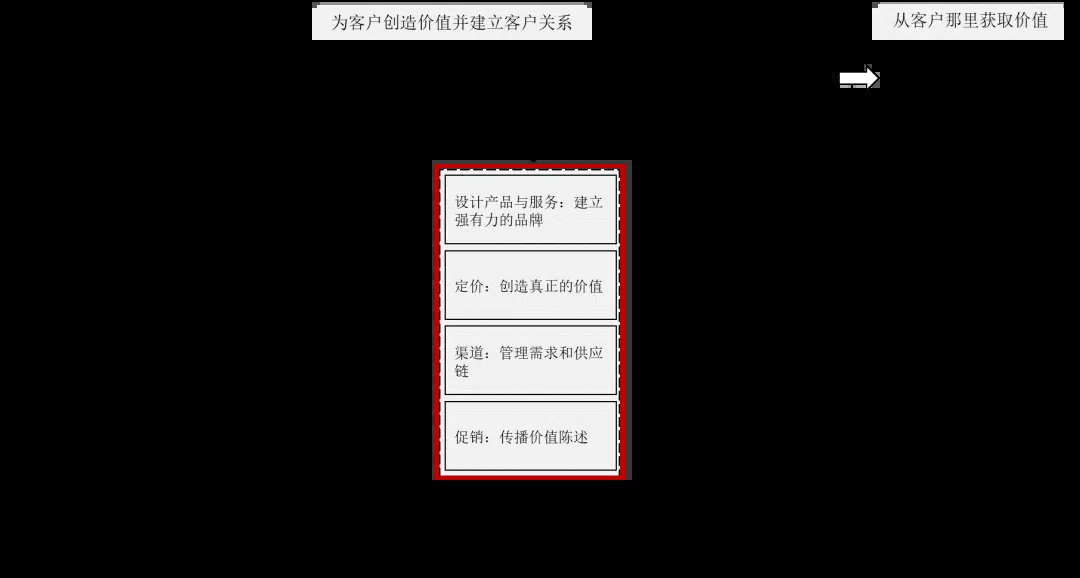 为客户创造价值并建立客户关系
从客户那里获取价值
设计产品与服务：建立
强有力的品牌
定价：创造真正的价值
渠道：管理需求和供应
链
促销：传播价值陈述